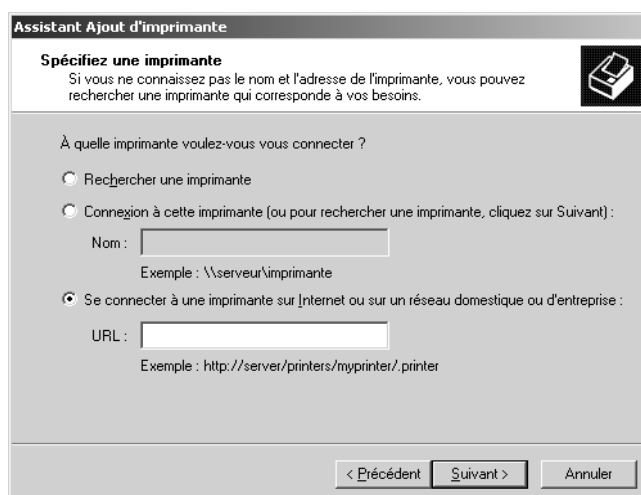 Assistant Ajout d'imprimante
Spécifiez une imprimante
Si vous ne connaissez pas le nom et l'adresse de l'imprimante, vous pouvez
rechercher une imprimante qui corresponde à vos besoins.
À quelle imprimante voulez-vous vous connecter ?
Rechercher une imprimante
Connexion à cette imprimante (ou pour rechercher une imprimante, cliquez sur Suivant) :
Nom :
Exemple : \\serveur\imprimante
Se connecter à une imprimante sur Internet ou sur un réseau domestique ou d'entreprise :
URL :
Exemple : http://server/printers/myprinter/.printer
< Précédent Suivant > Annuler